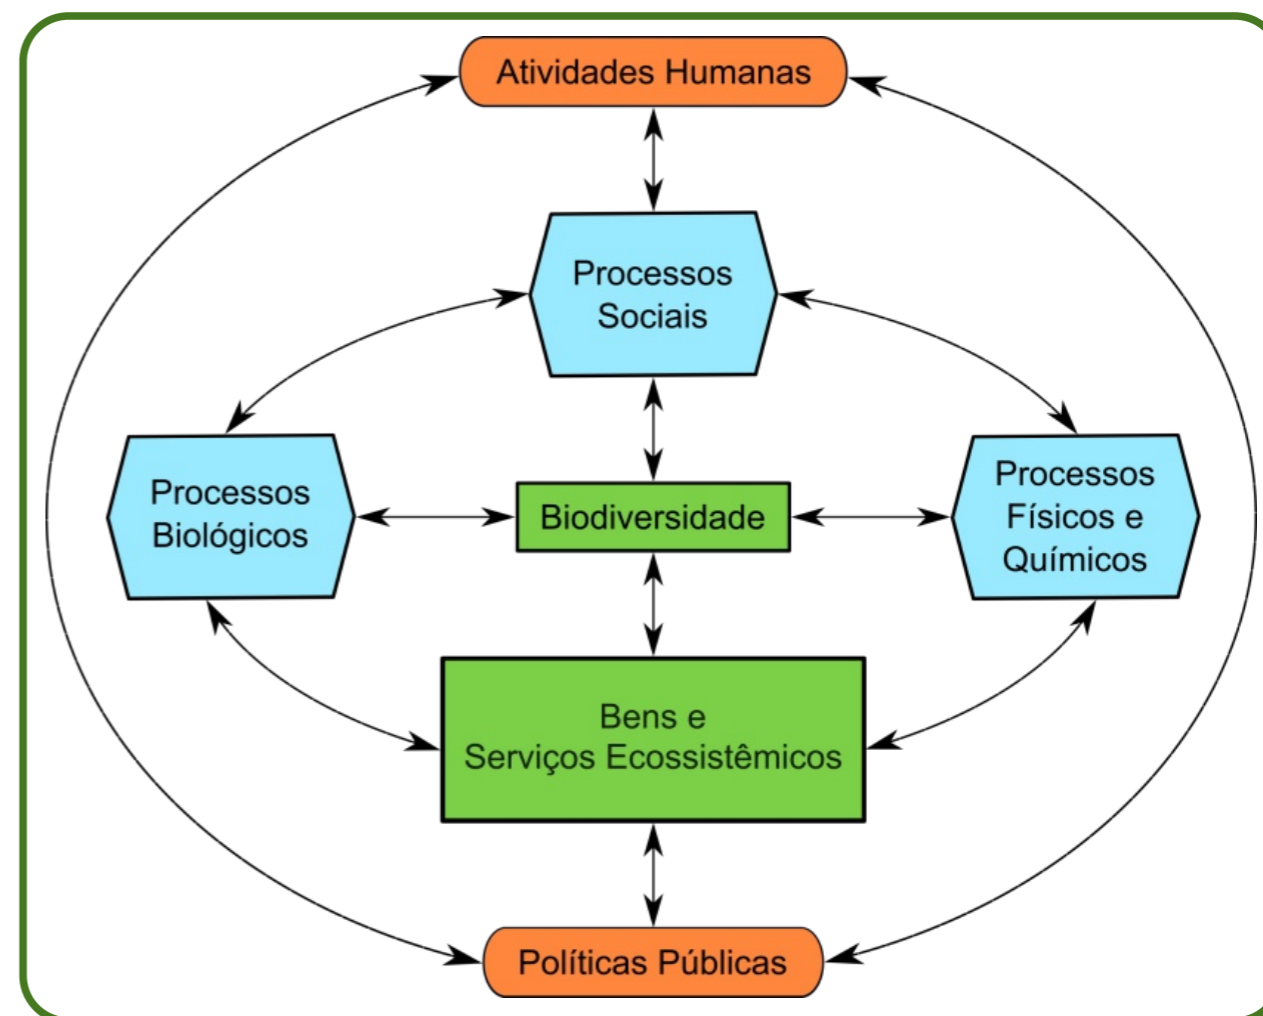 Atividades Humanas
Processos
Sociais
Processos
Biológicos
Biodiversidade
Processos
Físicos e
Químicos
Bens e
Serviços Ecossistêmicos
Políticas Públicas